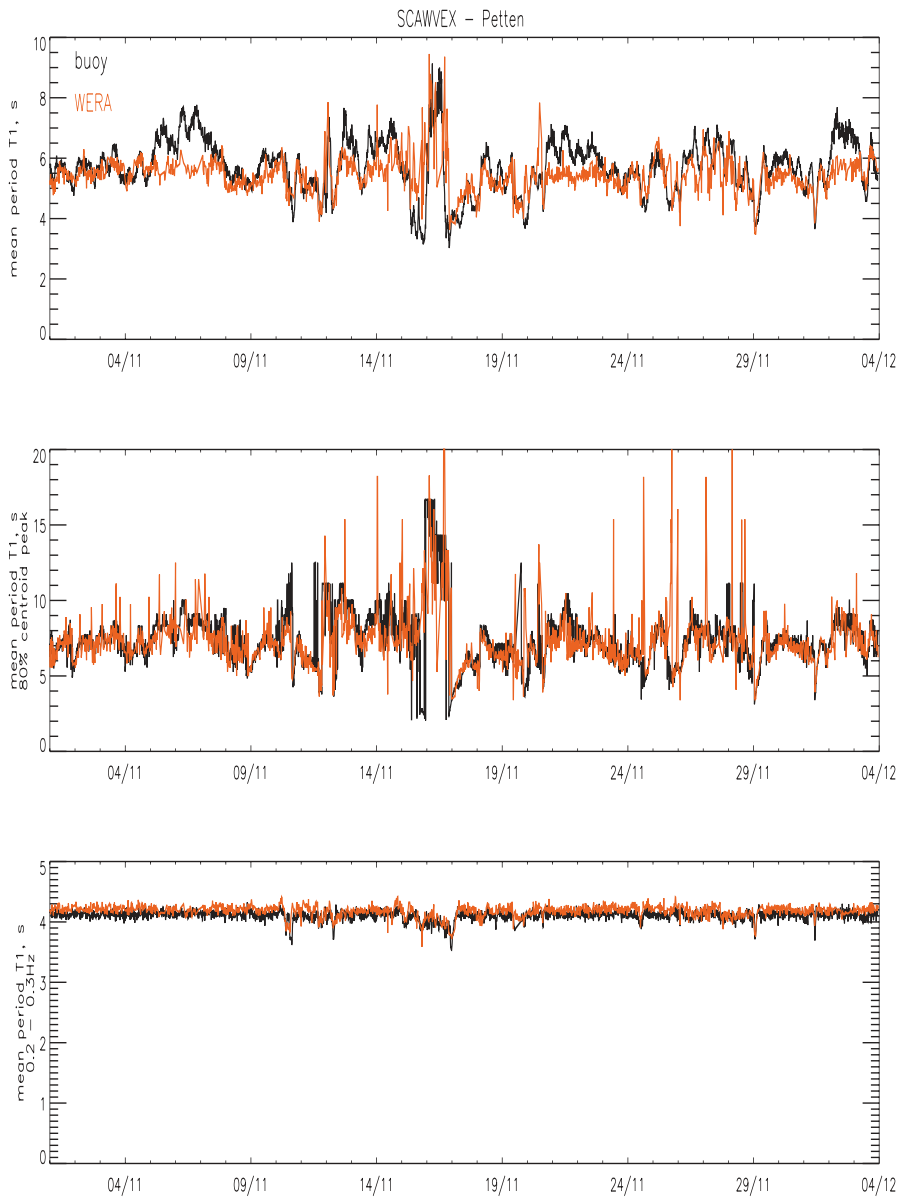 SCAWVEX - Petten
buoy
WERA
mean period T1, s
10
8
6
4
2
0
04/11 09/11 14/11 19/11 24/11 29/11 04/12
mean period T1,s
80% centroid peak
20
15
10
5
0
04/11 09/11 14/11 19/11 24/11 29/11 04/12
mean period T1, s
0.2 - 0.3Hz
5
4
3
2
1
0
04/11 09/11 14/11 19/11 24/11 29/11 04/12